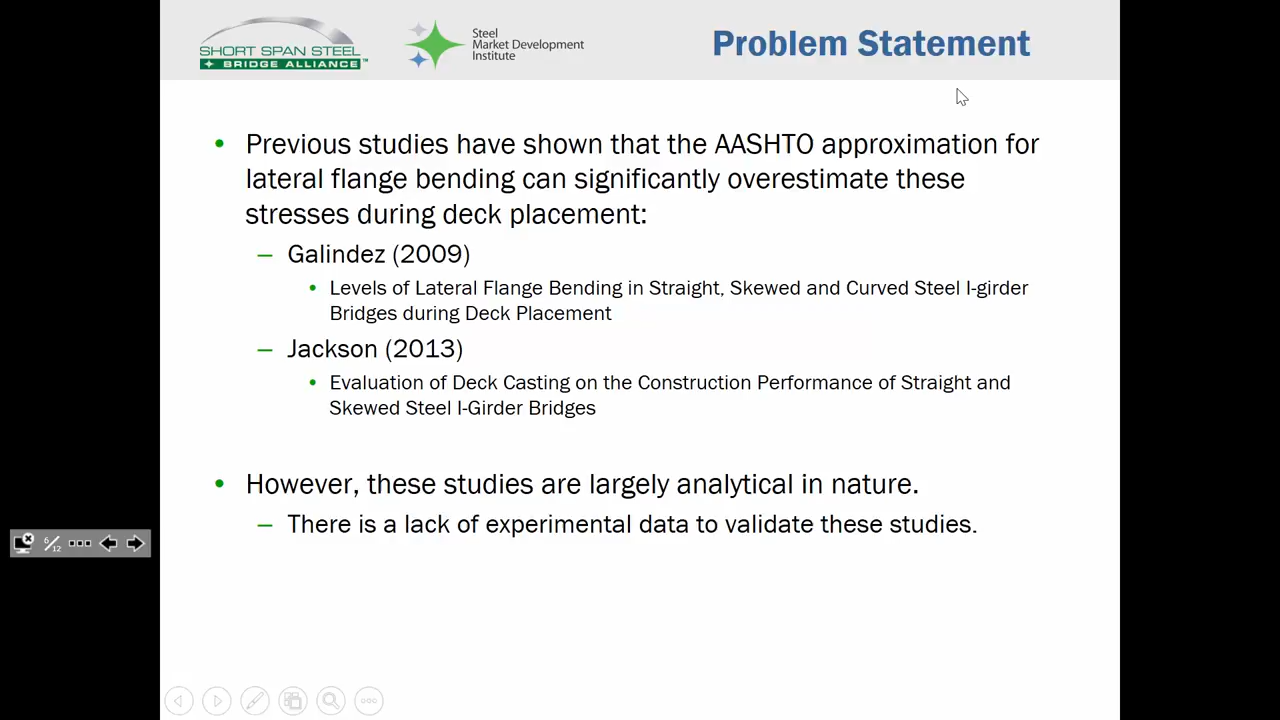 SHORT SPAN STEEL
BRIDGE ALLIANCE™
Steel
Market Development
Institute
Problem Statement
• Previous studies have shown that the AASHTO approximation for
lateral flange bending can significantly overestimate these
stresses during deck placement:
– Galindez (2009)
• Levels of Lateral Flange Bending in Straight, Skewed and Curved Steel I-girder
Bridges during Deck Placement
– Jackson (2013)
• Evaluation of Deck Casting on the Construction Performance of Straight and
Skewed Steel I-Girder Bridges
• However, these studies are largely analytical in nature.
– There is a lack of experimental data to validate these studies.
6/12